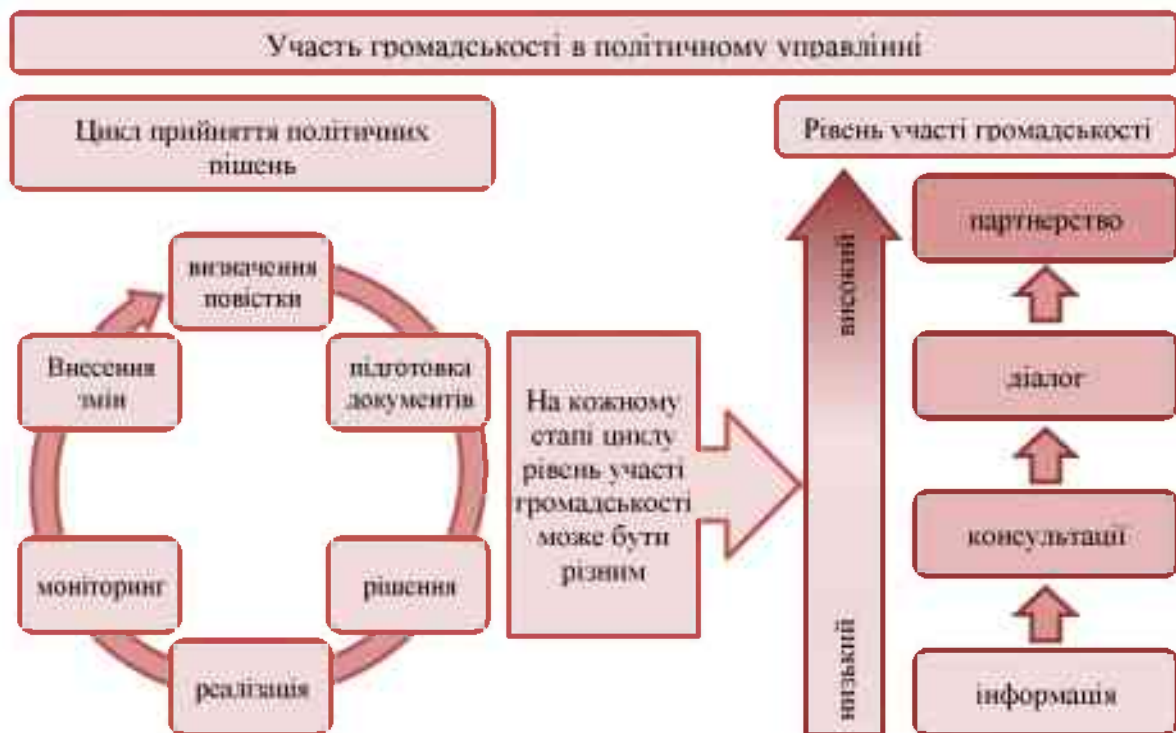 Участь громадськості в політичному управлінні
Цикл прийняття політичних
рішень
Рівень участі громадськості
визначення
повістки
підготовка
документів
рішення
реалізація
моніторинг
Внесення
змін
На кожному
етапі циклу
рівень участі
громадськості
може бути
різним
високий
низький
партнерство
діалог
консультації
інформація